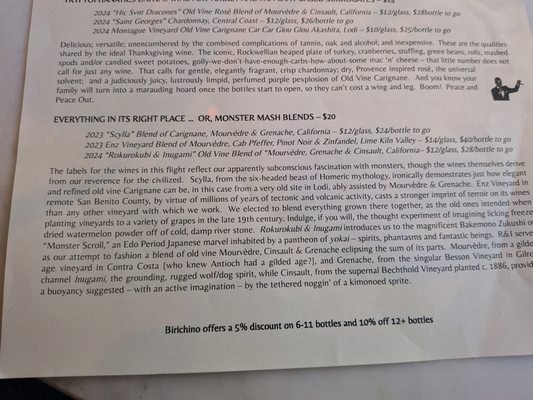 2024 "Hic Svnt Dracones" Old Vine Rosé Blend of Mourvèdre & Cinsault, California – $12/glass, $28bottle to go
2024 "Saint Georges" Chardonnay, Central Coast – $12/glass, $26/bottle to go
2024 Montague Vineyard Old Vine Carignane Car Car Glou Glou Akashita, Lodi – $10/glass, $25/bottle to go
Delicious; versatile; unencumbered by the combined complications of tannin, oak and alcohol; and inexpensive. These are the qualities
shared by the ideal Thanksgiving wine. The iconic, Rockwellian heaped plate of turkey, cranberries, stuffing, green beans, rolls, mashed
spuds and/or candied sweet potatoes, golly-we-don't-have-enough-carbs-how-about-some mac 'n' cheese – that little number does not
call for just any wine. That calls for gentle, elegantly fragrant, crisp chardonnay; dry, Provence inspired rosé, the universal
solvent; and a judiciously juicy, lustrously limpid, perfumed purple pexplosion of Old Vine Carignane. And you know your
family will turn into a marauding hoard once the bottles start to open, so they can't cost a wing and leg. Boom! Peace and
Peace Out.
EVERYTHING IN ITS RIGHT PLACE ... OR, MONSTER MASH BLENDS – $20
2023 "Scylla" Blend of Carignane, Mourvèdre & Grenache, California – $12/glass, $24/bottle to go
2023 Enz Vineyard Blend of Mourvèdre, Cab Pfeffer, Pinot Noir & Zinfandel, Lime Kiln Valley – $14/glass, $40/bottle to go
2024 "Rokurokubi & Inugami" Old Vine Blend of "Mourvèdre, Grenache & Cinsault, California– $12/glass, $28/bottle to go
The labels for the wines in this flight reflect our apparently subconscious fascination with monsters, though the wines themselves derive
from our reverence for the civilized. Scylla, from the six-headed beast of Homeric mythology, ironically demonstrates just how elegant
and refined old vine Carignane can be, in this case from a very old site in Lodi, ably assisted by Mourvèdre & Grenache. Enz Vineyard in
remote San Benito County, by virtue of millions of years of tectonic and volcanic activity, casts a stronger imprint of terroir on its wines
than any other vineyard with which we work. We elected to blend everything grown there together, as the old ones intended when
planting vineyards to a variety of grapes in the late 19th century. Indulge, if you will, the thought experiment of imagining licking freeze
dried watermelon powder off of cold, damp river stone. Rokurokubi & Inugami introduces us to the magnificent Bakemono Zukushi o
"Monster Scroll," an Edo Period Japanese marvel inhabited by a pantheon of yokai – spirits, phantasms and fantastic beings. R&I serve
as our attempt to fashion a blend of old vine Mourvèdre, Cinsault & Grenache eclipsing the sum of its parts. Mourvèdre, from a gilde
age vineyard in Contra Costa [who knew Antioch had a gilded age?], and Grenache, from the singular Besson Vineyard in Gilro
channel Inugami, the grounding, rugged wolf/dog spirit, while Cinsault, from the supernal Bechthold Vineyard planted c. 1886, provid
a buoyancy suggested – with an active imagination – by the tethered noggin' of a kimonoed sprite.
Birichino offers a 5% discount on 6-11 bottles and 10% off 12+ bottles